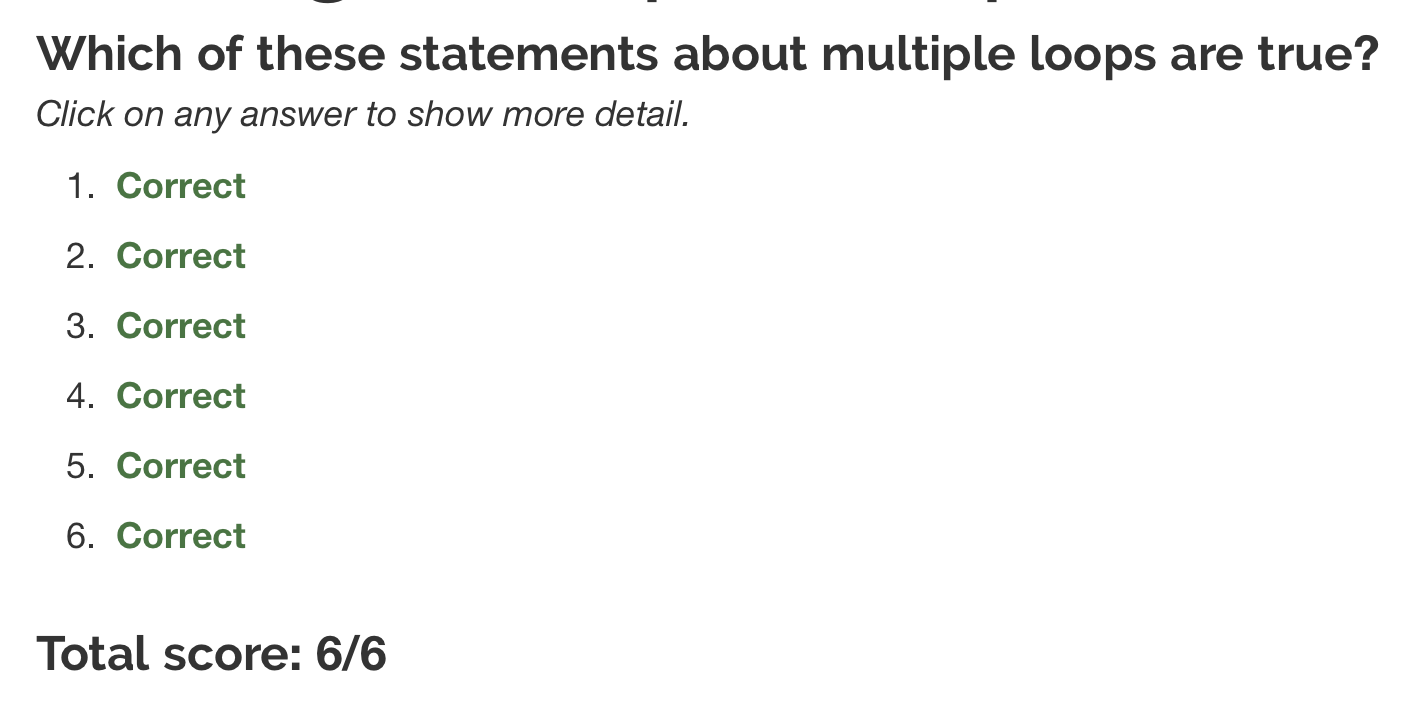 Which of these statements about multiple loops are true?
Click on any answer to show more detail.
1. Correct
2. Correct
3. Correct
4. Correct
5. Correct
6. Correct
Total score: 6/6